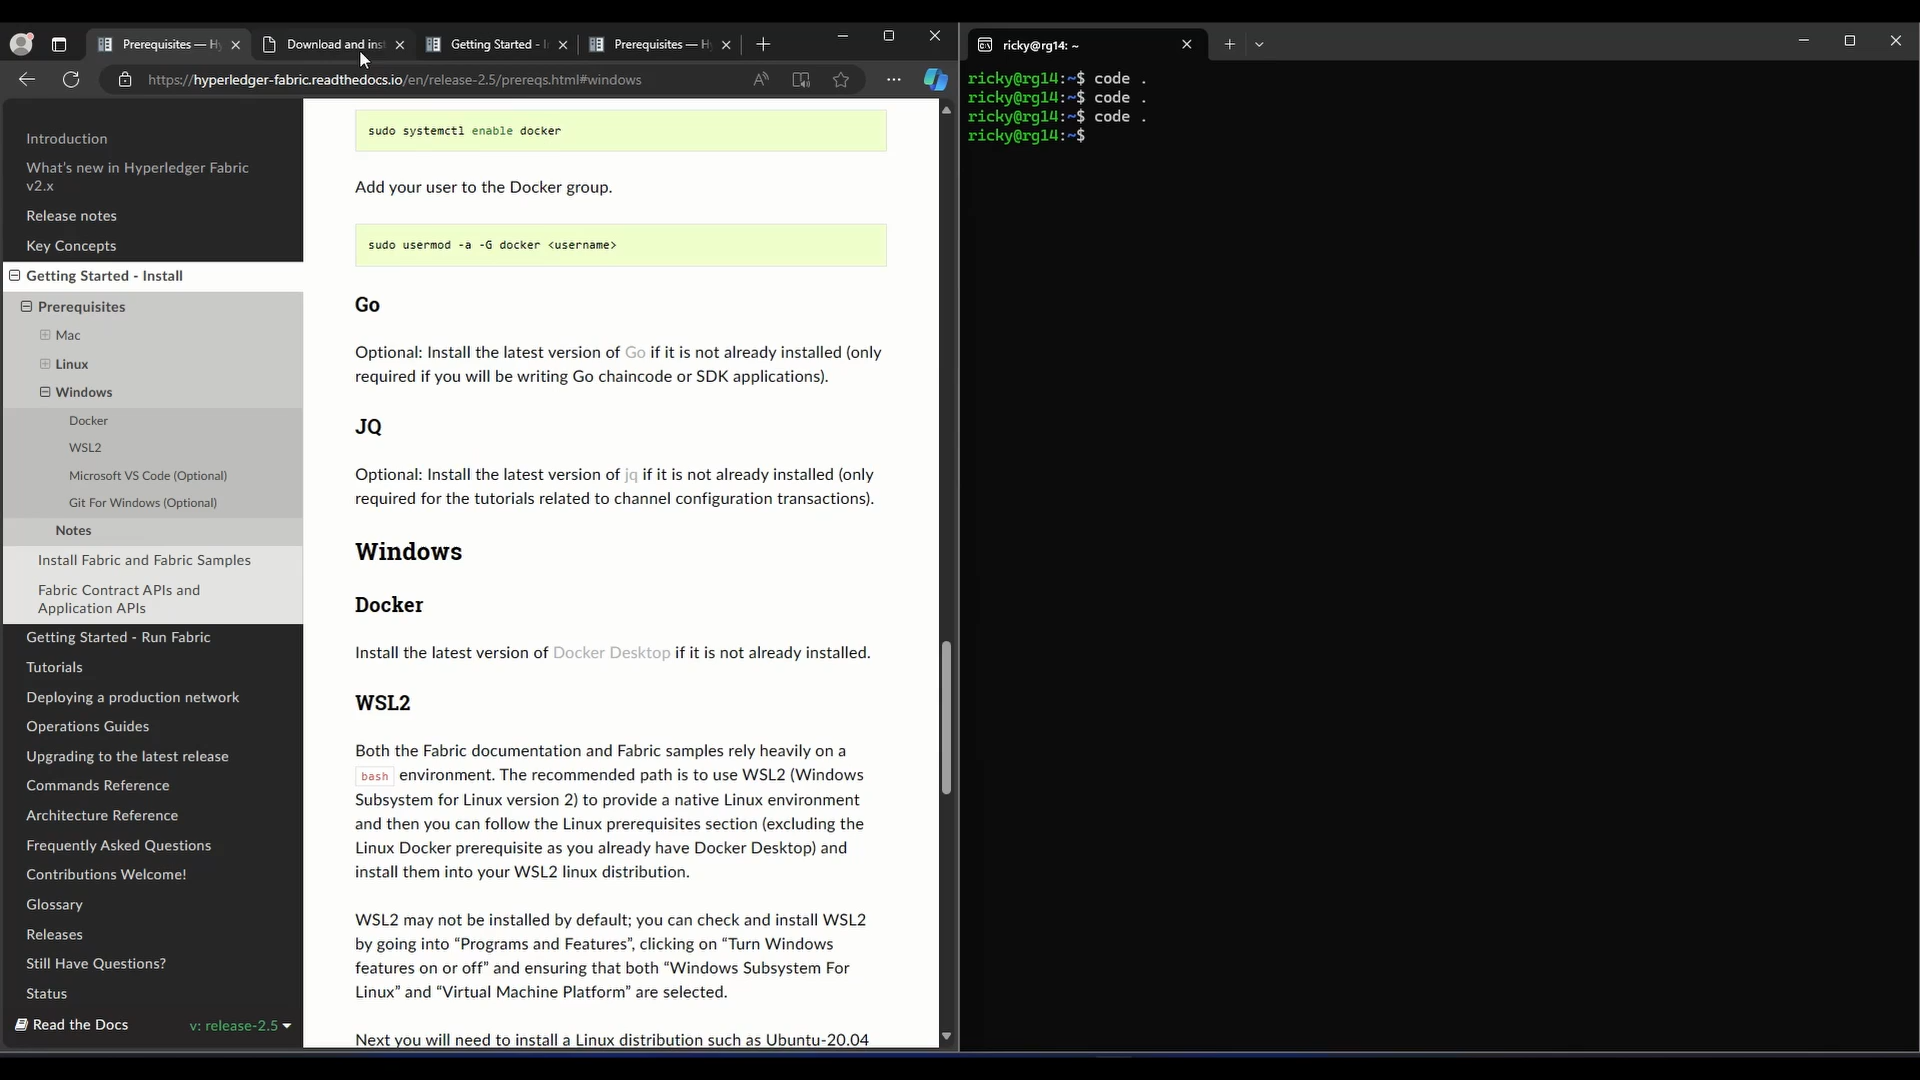 Prerequisites — Hy
Download and inst
Getting Started - I
Prerequisites — Hy
https://hyperledger-fabric.readthedocs.io/en/release-2.5/prereqs.html#windows
Introduction
What's new in Hyperledger Fabric
v2.x
Release notes
Key Concepts
Getting Started - Install
Prerequisites
Mac
Linux
Windows
Docker
WSL2
Microsoft VS Code (Optional)
Git For Windows (Optional)
Notes
Install Fabric and Fabric Samples
Fabric Contract APIs and
Application APIs
Getting Started - Run Fabric
Tutorials
Deploying a production network
Operations Guides
Upgrading to the latest release
Commands Reference
Architecture Reference
Frequently Asked Questions
Contributions Welcome!
Glossary
Releases
Still Have Questions?
Status
Read the Docs
v: release-2.5
sudo systemctl enable docker
Add your user to the Docker group.
sudo usermod -a -G docker <username>
Go
Optional: Install the latest version of Go if it is not already installed (only
required if you will be writing Go chaincode or SDK applications).
JQ
Optional: Install the latest version of jq if it is not already installed (only
required for the tutorials related to channel configuration transactions).
Windows
Docker
Install the latest version of Docker Desktop if it is not already installed.
WSL2
Both the Fabric documentation and Fabric samples rely heavily on a
bash environment. The recommended path is to use WSL2 (Windows
Subsystem for Linux version 2) to provide a native Linux environment
and then you can follow the Linux prerequisites section (excluding the
Linux Docker prerequisite as you already have Docker Desktop) and
install them into your WSL2 linux distribution.
WSL2 may not be installed by default; you can check and install WSL2
by going into “Programs and Features”, clicking on “Turn Windows
features on or off” and ensuring that both “Windows Subsystem For
Linux” and “Virtual Machine Platform” are selected.
Next you will need to install a Linux distribution such as Ubuntu-20.04
ricky@rg14: ~
ricky@rg14:~$ code .
ricky@rg14:~$ code .
ricky@rg14:~$ code .
ricky@rg14:~$